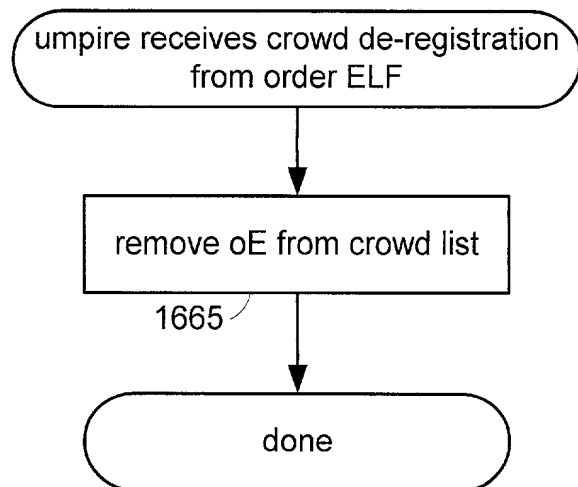 umpire receives crowd de-registration
from order ELF
remove oE from crowd list
1665
done